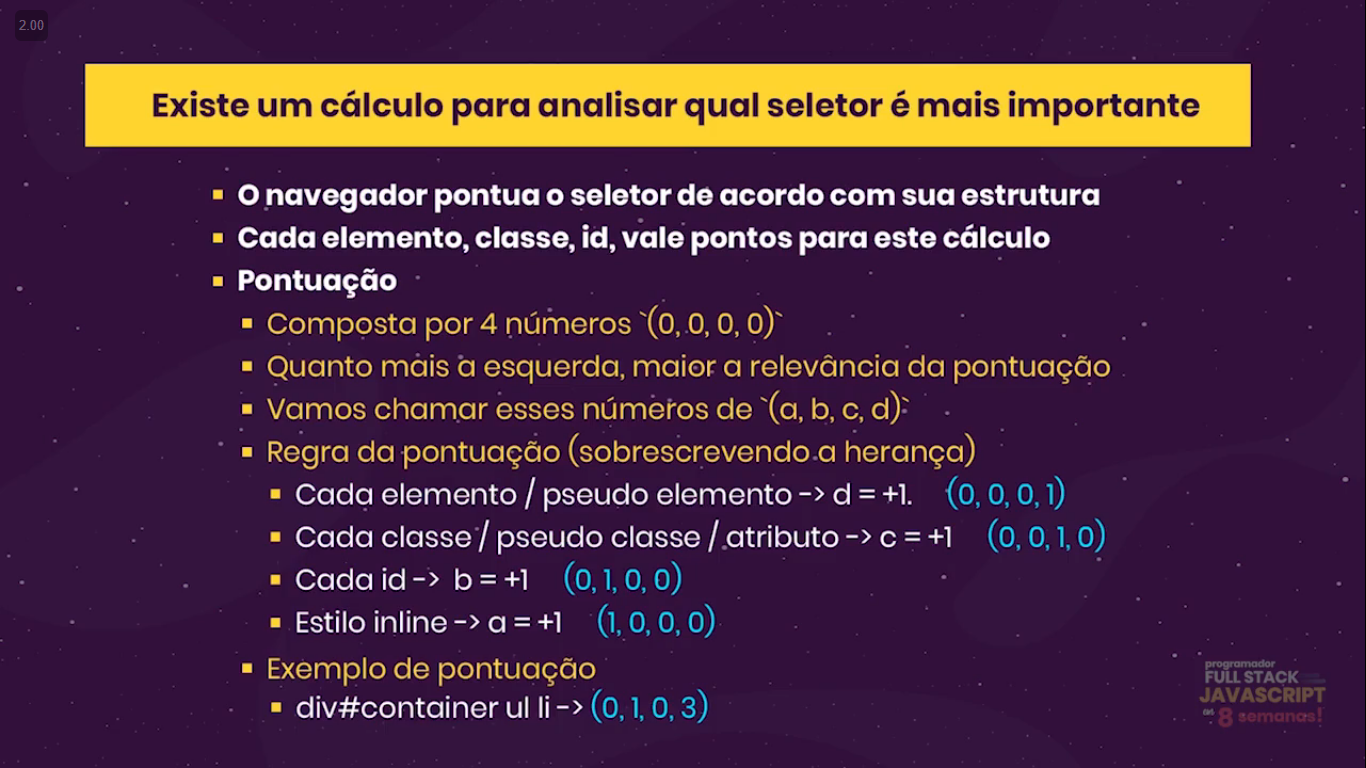 2.00
Existe um cálculo para analisar qual seletor é mais importante
O navegador pontua o seletor de acordo com sua estrutura
Cada elemento, classe, id, vale pontos para este cálculo
Pontuação
Composta por 4 números `(0, 0, 0, 0)`
Quanto mais a esquerda, maior a relevância da pontuação
Vamos chamar esses números de `(a, b, c, d)`
Regra da pontuação (sobrescrevendo a herança)
Cada elemento / pseudo elemento -> d = +1. (0, 0, 0, 1)
Cada classe / pseudo classe / atributo -> c = +1 (0, 0, 1, 0)
Cada id -> b = +1 (0, 1, 0, 0)
Estilo inline -> a = +1 (1, 0, 0, 0)
Exemplo de pontuação
div#container ul li -> (0, 1, 0, 3)
programador
FULL STACK
JAVASCRIPT
em 8 semanas!